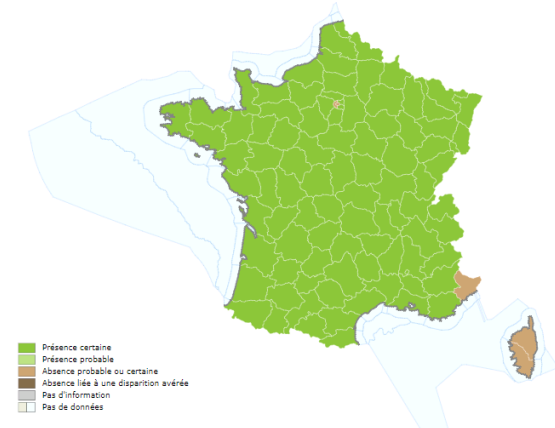 Présence certaine
Présence probable
Absence probable ou certaine
Absence liée à une disparition avérée
Pas d'information
Pas de données